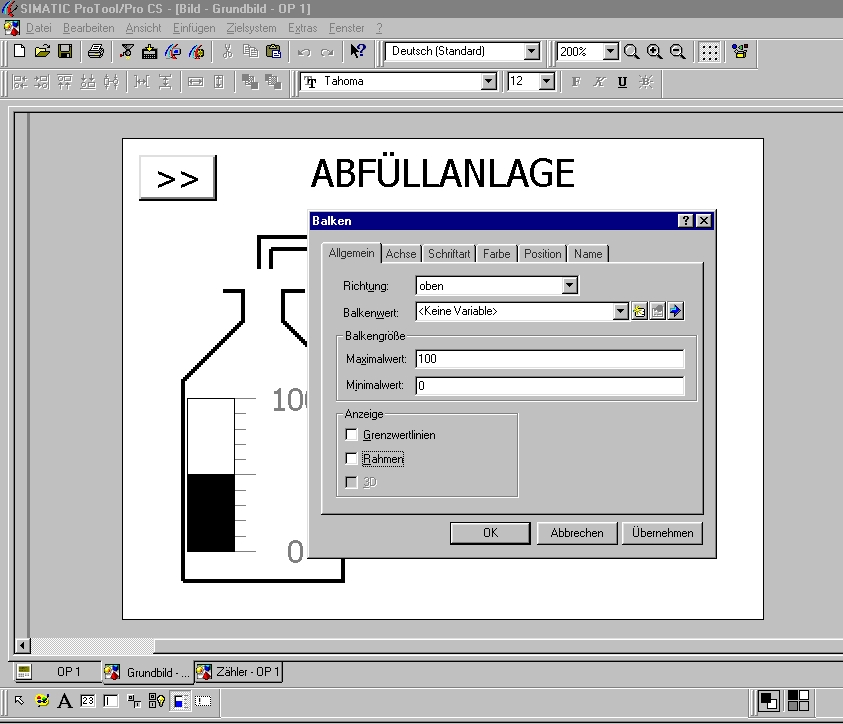 SIMATIC ProTool/Pro CS - [Bild - Grundbild - OP 1]
Datei Bearbeiten Ansicht Einfügen Zielsystem Extras Fenster ?
Deutsch (Standard) 200%
Tahoma 12 F K U
>> ABFÜLLANLAGE
Balken
Allgemein Achse Schriftart Farbe Position Name
Richtung: oben
Balkenwert: <Keine Variable>
Balkengröße
Maximalwert: 100
Minimalwert: 0
Anzeige
Grenzwertlinien
Rahmen
3D
OK Abbrechen Übernehmen
100
0
OP 1 Grundbild - ... Zähler - OP 1
A 23